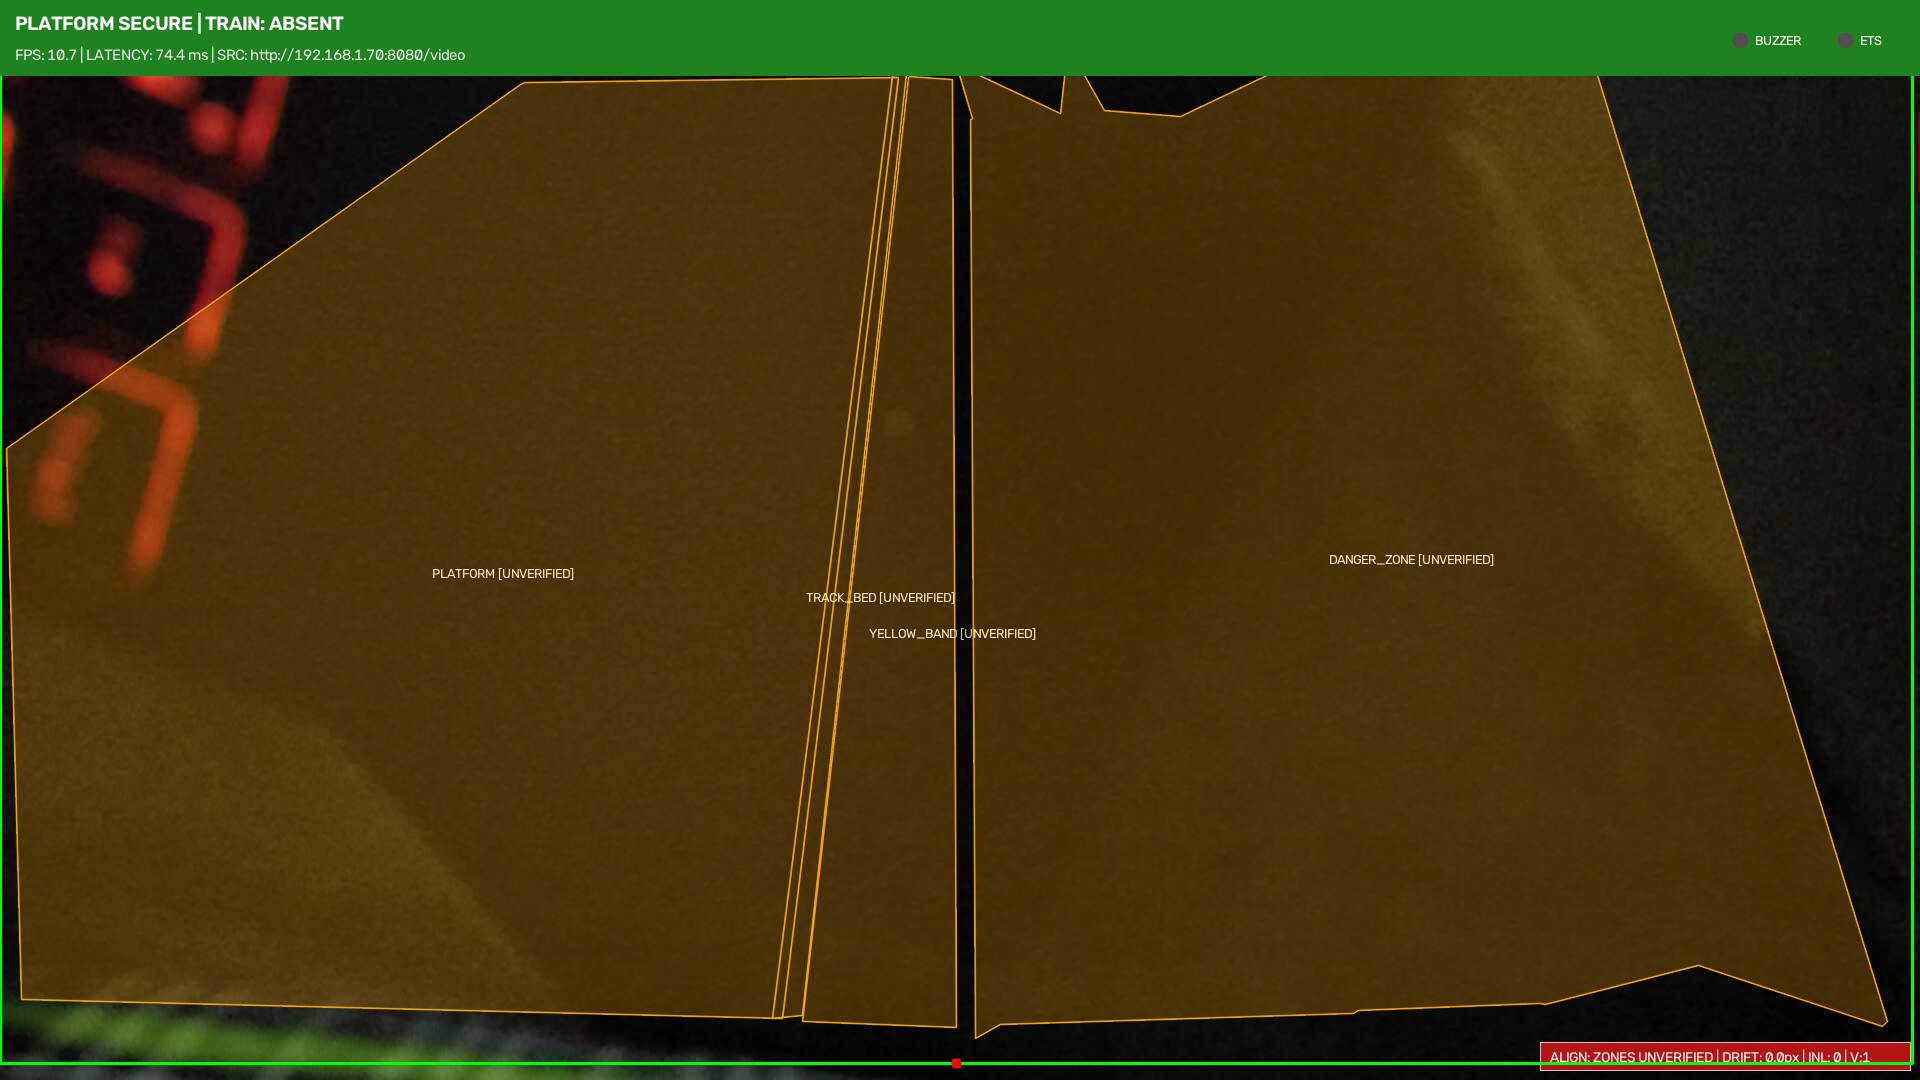 PLATFORM SECURE | TRAIN: ABSENT
FPS: 10.7 | LATENCY: 74.4 ms | SRC: http://192.168.1.70:8080/video
BUZZER
ETS
DANGER_ZONE [UNVERIFIED]
PLATFORM [UNVERIFIED]
TRACK_BED [UNVERIFIED]
YELLOW_BAND [UNVERIFIED]
ALIGN: ZONES UNVERIFIED | DRIFT: 0.0px | INL: 0 | V:1